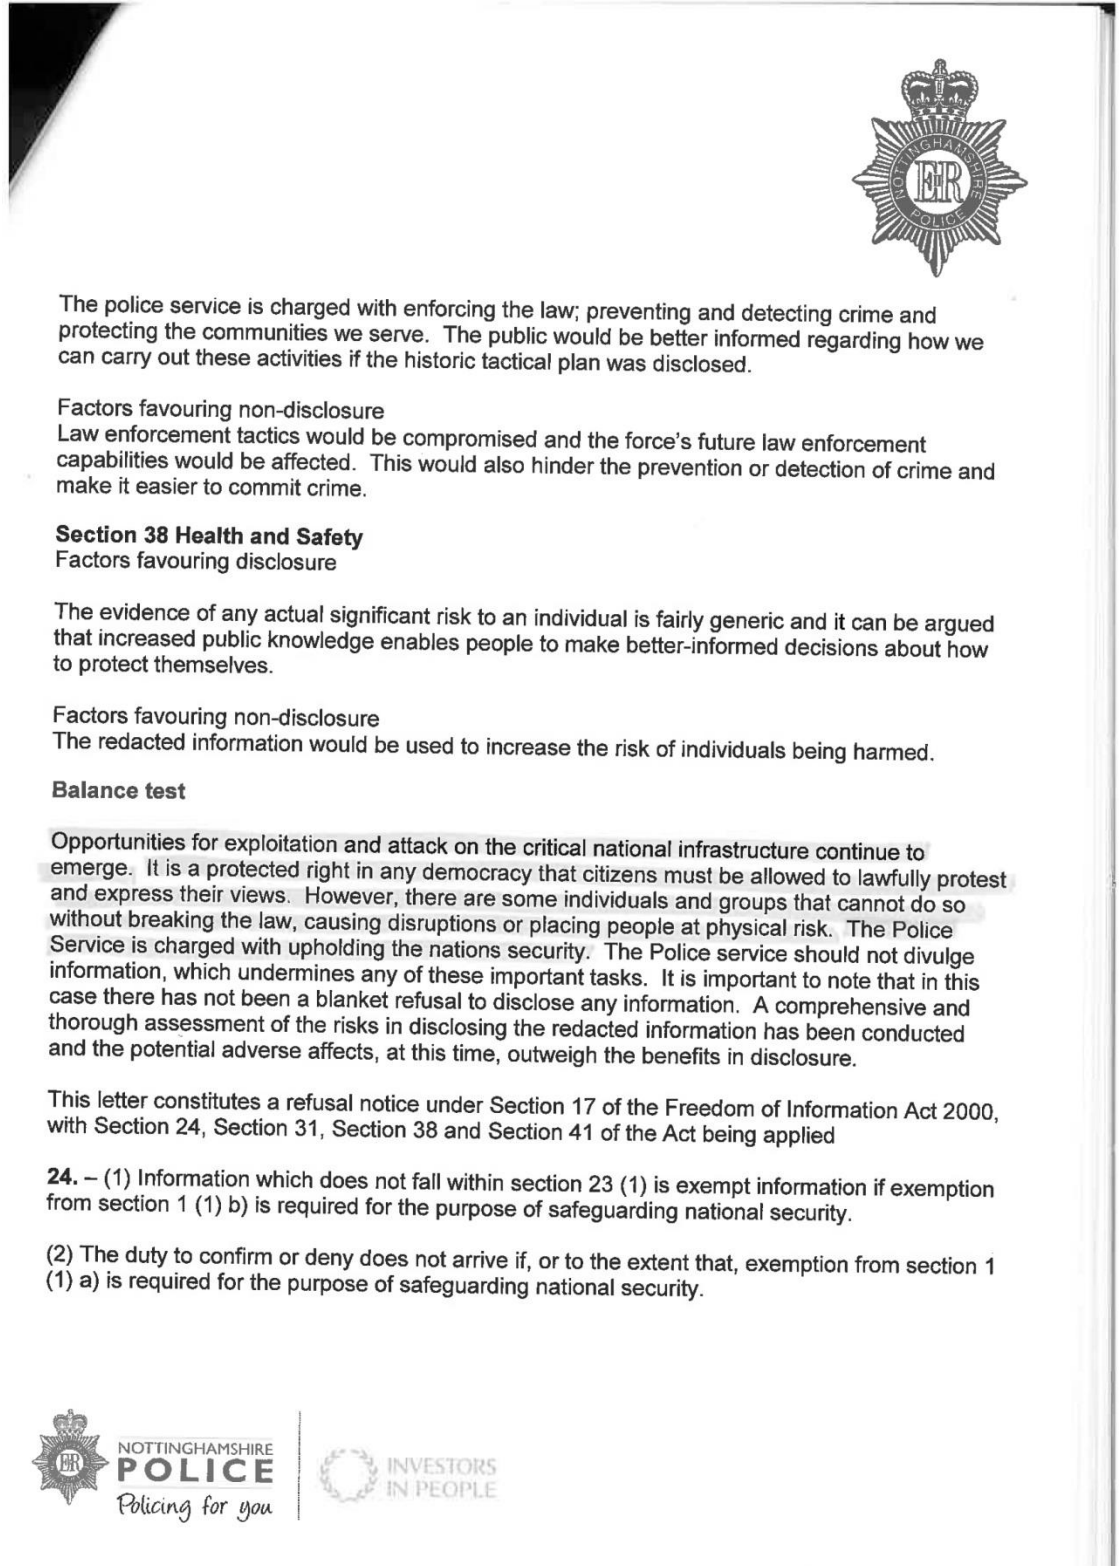 NOTTINGHAMSHIRE
EIIR
POLICE
The police service is charged with enforcing the law; preventing and detecting crime and
protecting the communities we serve. The public would be better informed regarding how we
can carry out these activities if the historic tactical plan was disclosed.
Factors favouring non-disclosure
Law enforcement tactics would be compromised and the force's future law enforcement
capabilities would be affected. This would also hinder the prevention or detection of crime and
make it easier to commit crime.
Section 38 Health and Safety
Factors favouring disclosure
The evidence of any actual significant risk to an individual is fairly generic and it can be argued
that increased public knowledge enables people to make better-informed decisions about how
to protect themselves.
Factors favouring non-disclosure
The redacted information would be used to increase the risk of individuals being harmed.
Balance test
Opportunities for exploitation and attack on the critical national infrastructure continue to
emerge. It is a protected right in any democracy that citizens must be allowed to lawfully protest
and express their views. However, there are some individuals and groups that cannot do so
without breaking the law, causing disruptions or placing people at physical risk. The Police
Service is charged with upholding the nations security. The Police service should not divulge
information, which undermines any of these important tasks. It is important to note that in this
case there has not been a blanket refusal to disclose any information. A comprehensive and
thorough assessment of the risks in disclosing the redacted information has been conducted
and the potential adverse affects, at this time, outweigh the benefits in disclosure.
This letter constitutes a refusal notice under Section 17 of the Freedom of Information Act 2000,
with Section 24, Section 31, Section 38 and Section 41 of the Act being applied
24. – (1) Information which does not fall within section 23 (1) is exempt information if exemption
from section 1 (1) b) is required for the purpose of safeguarding national security.
(2) The duty to confirm or deny does not arrive if, or to the extent that, exemption from section 1
(1) a) is required for the purpose of safeguarding national security.
EIIR
NOTTINGHAMSHIRE
POLICE
Policing for you
INVESTORS
IN PEOPLE